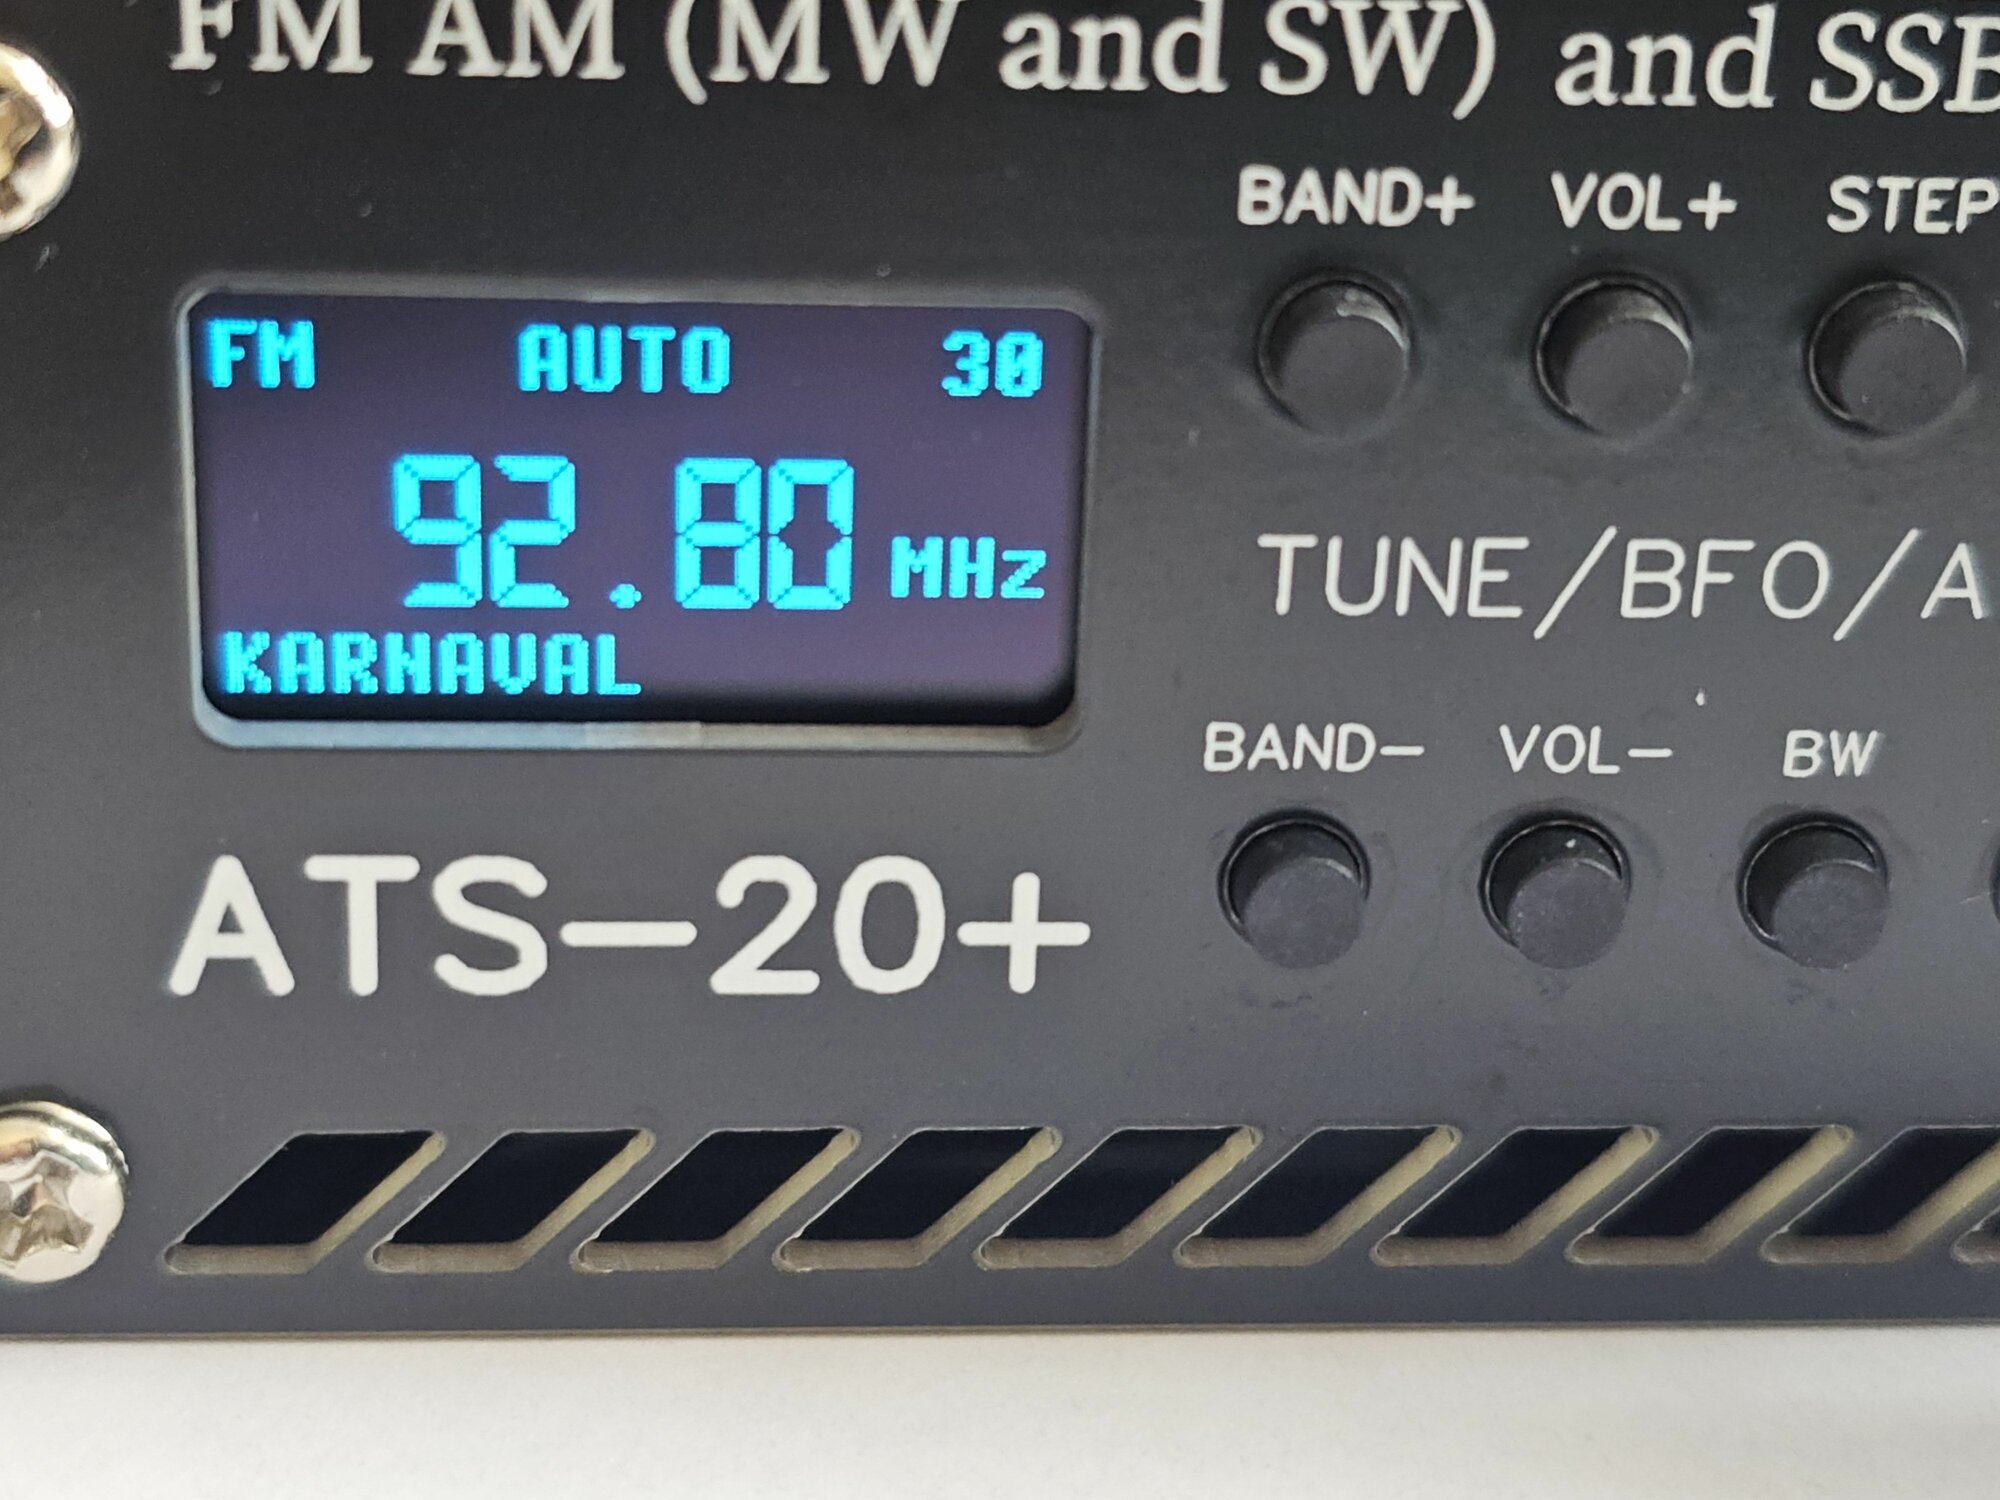 FM AM (MW and SW) and SSB
BAND+ VOL+ STEP
FM AUTO 30
92.80 MHz
KARNAVAL
TUNE/BFO/A
BAND- VOL- BW
ATS-20+